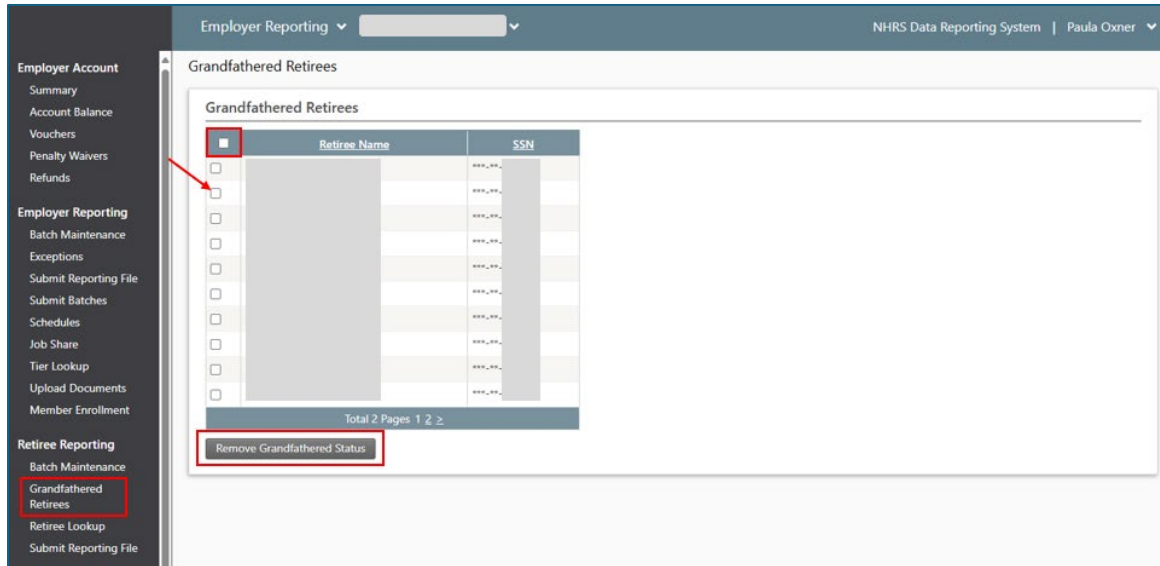 Employer Reporting
NHRS Data Reporting System | Paula Oxner
Employer Account
Summary
Account Balance
Vouchers
Penalty Waivers
Refunds
Employer Reporting
Batch Maintenance
Exceptions
Submit Reporting File
Submit Batches
Schedules
Job Share
Tier Lookup
Upload Documents
Member Enrollment
Retiree Reporting
Batch Maintenance
Grandfathered
Retirees
Retiree Lookup
Submit Reporting File
Grandfathered Retirees
Grandfathered Retirees
Retiree Name SSN
***-**-
***-**-
***-**-
***-**-
***-**-
***-**-
***-**-
***-**-
***-**-
***-**-
Total 2 Pages 1 2 >
Remove Grandfathered Status